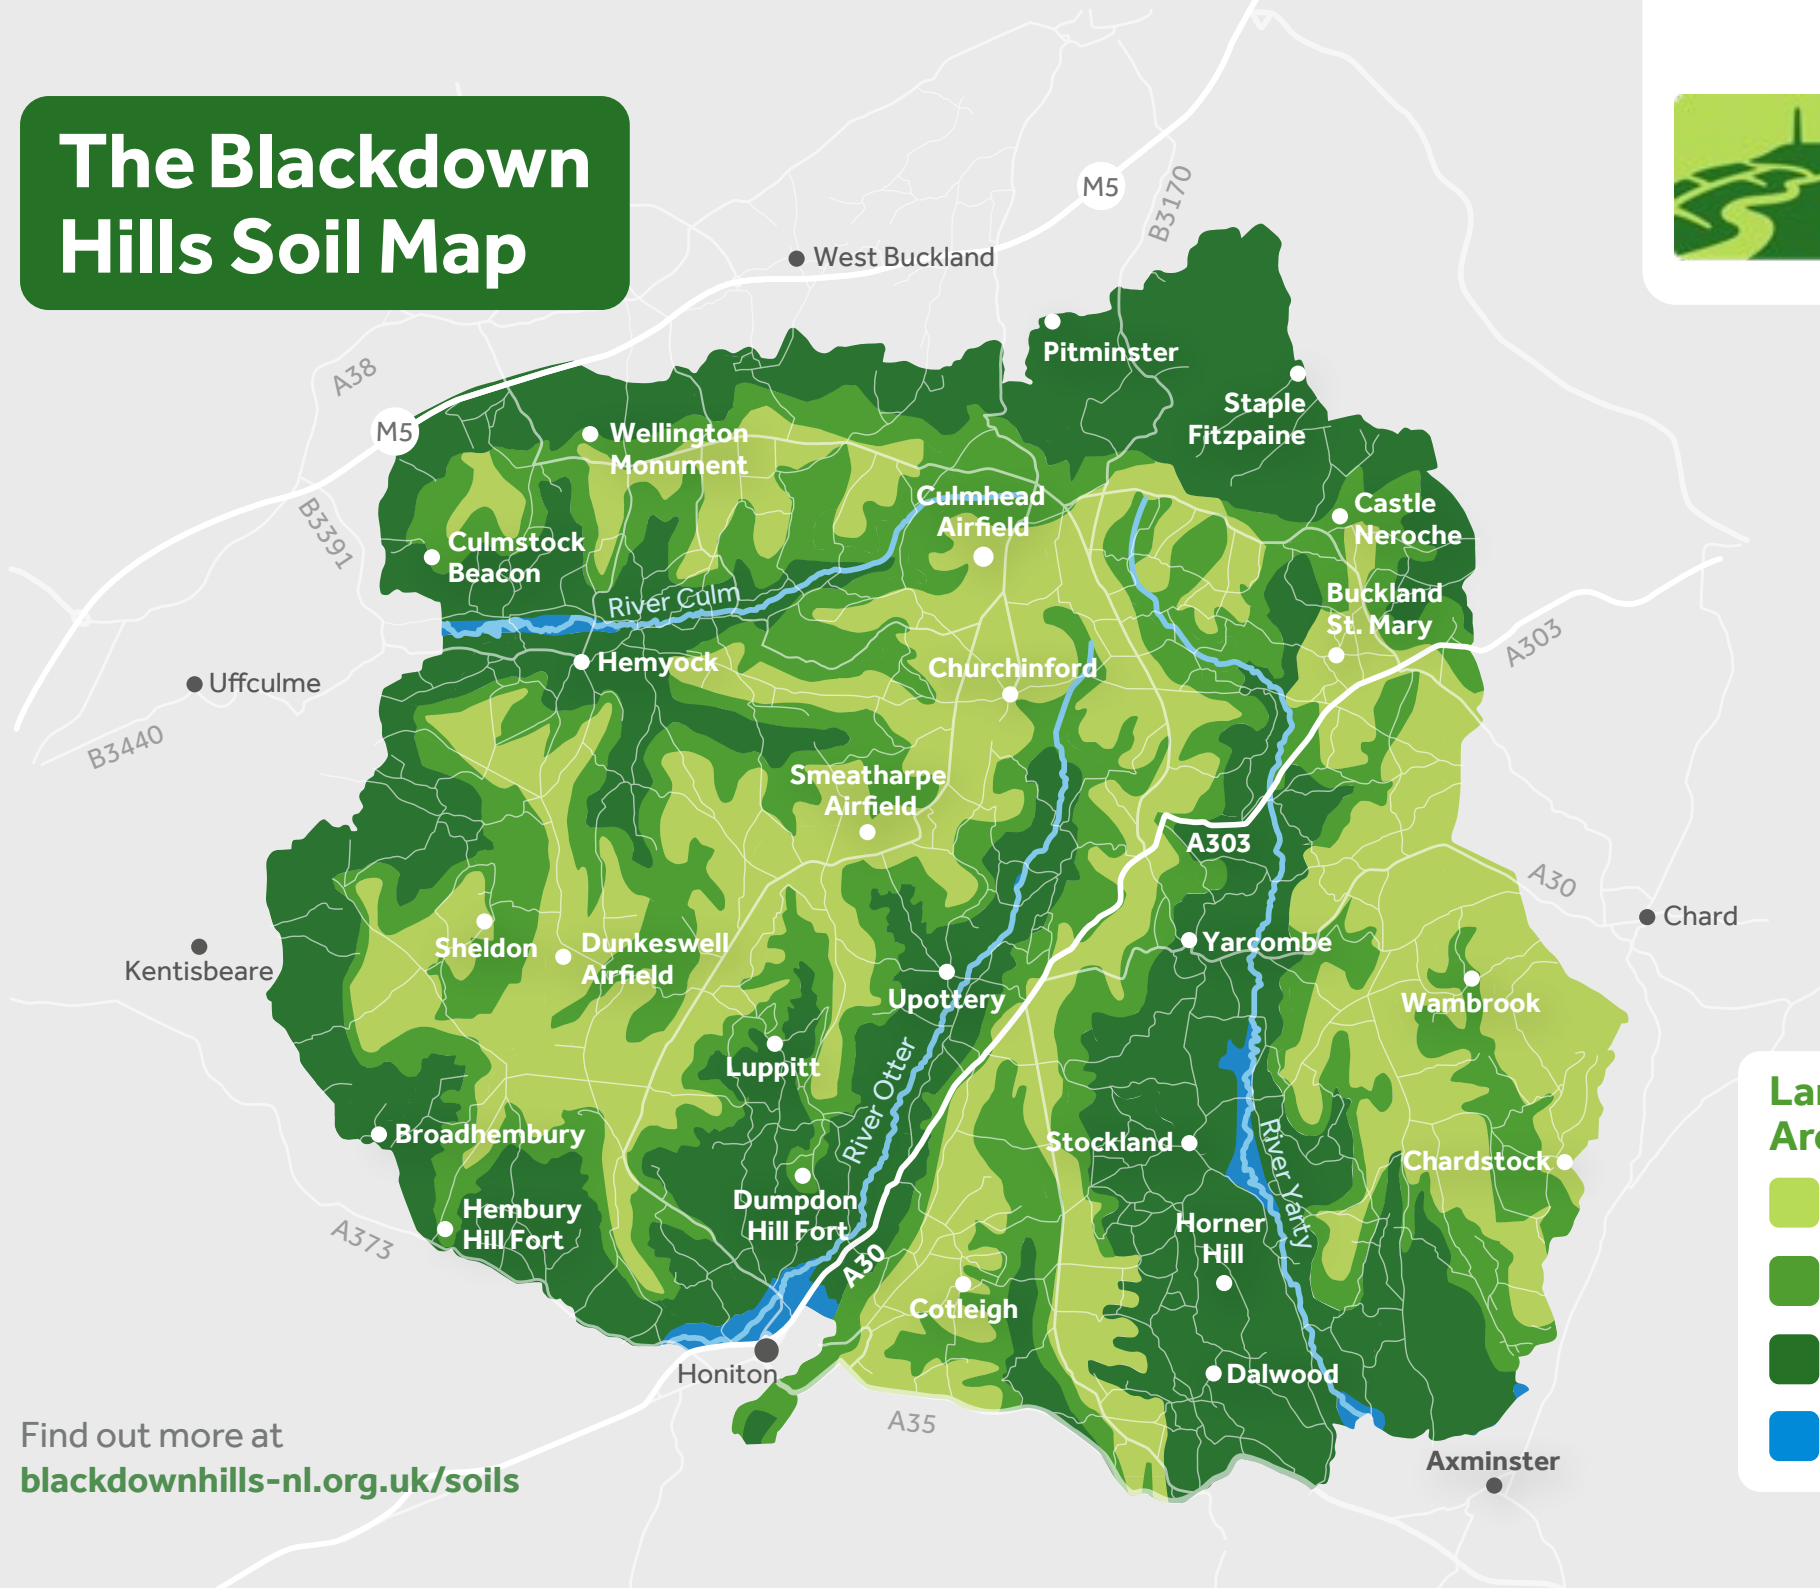 The Blackdown
Hills Soil Map
M5
B3170
West Buckland
Pitminster
A38
M5
Staple
Fitzpaine
Wellington
Monument
Culmhead
Airfield
Castle
Neroche
B3391
Culmstock
Beacon
River Culm
Buckland
St. Mary
A303
Uffculme
Hemyock
Churchinford
B3440
Smeatharpe
Airfield
A303
A30
Chard
Sheldon
Dunkeswell
Airfield
Yarcombe
Kentisbeare
Upottery
Wambrook
Luppitt
River Otter
Lar
Are
Broadhembury
Stockland
River Yarty
Chardstock
Hembury
Hill Fort
Dumpdon
Hill Fort
A373
Horner
Hill
A30
Cotleigh
Honiton
Dalwood
A35
Find out more at
blackdownhills-nl.org.uk/soils
Axminster